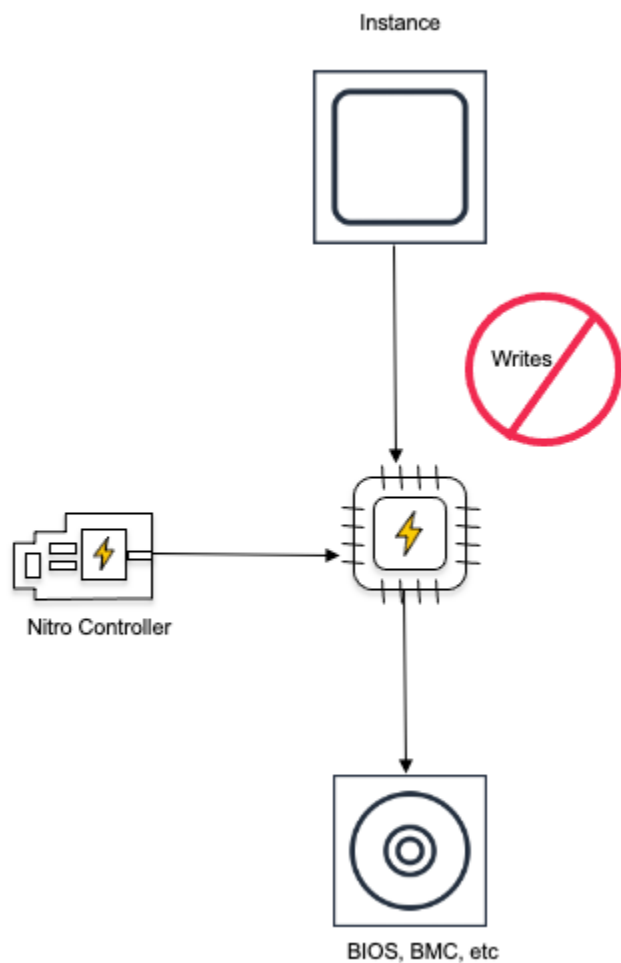 Instance
Writes
Nitro Controller
BIOS, BMC, etc